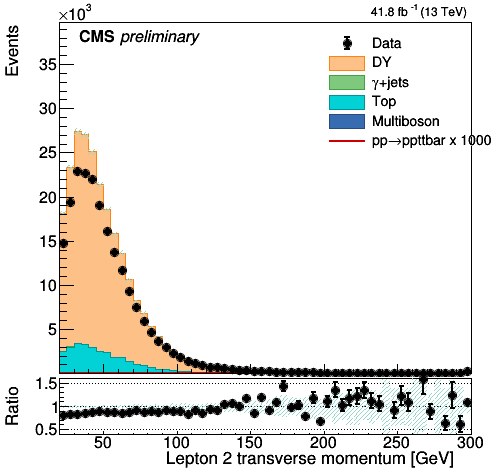 ×10³
41.8 fb⁻¹ (13 TeV)
CMS preliminary
Events
35
30
25
20
15
10
5
Data
DY
γ+jets
Top
Multiboson
pp→ppttbar x 1000
Ratio
1.5
1
0.5
50 100 150 200 250 300
Lepton 2 transverse momentum [GeV]